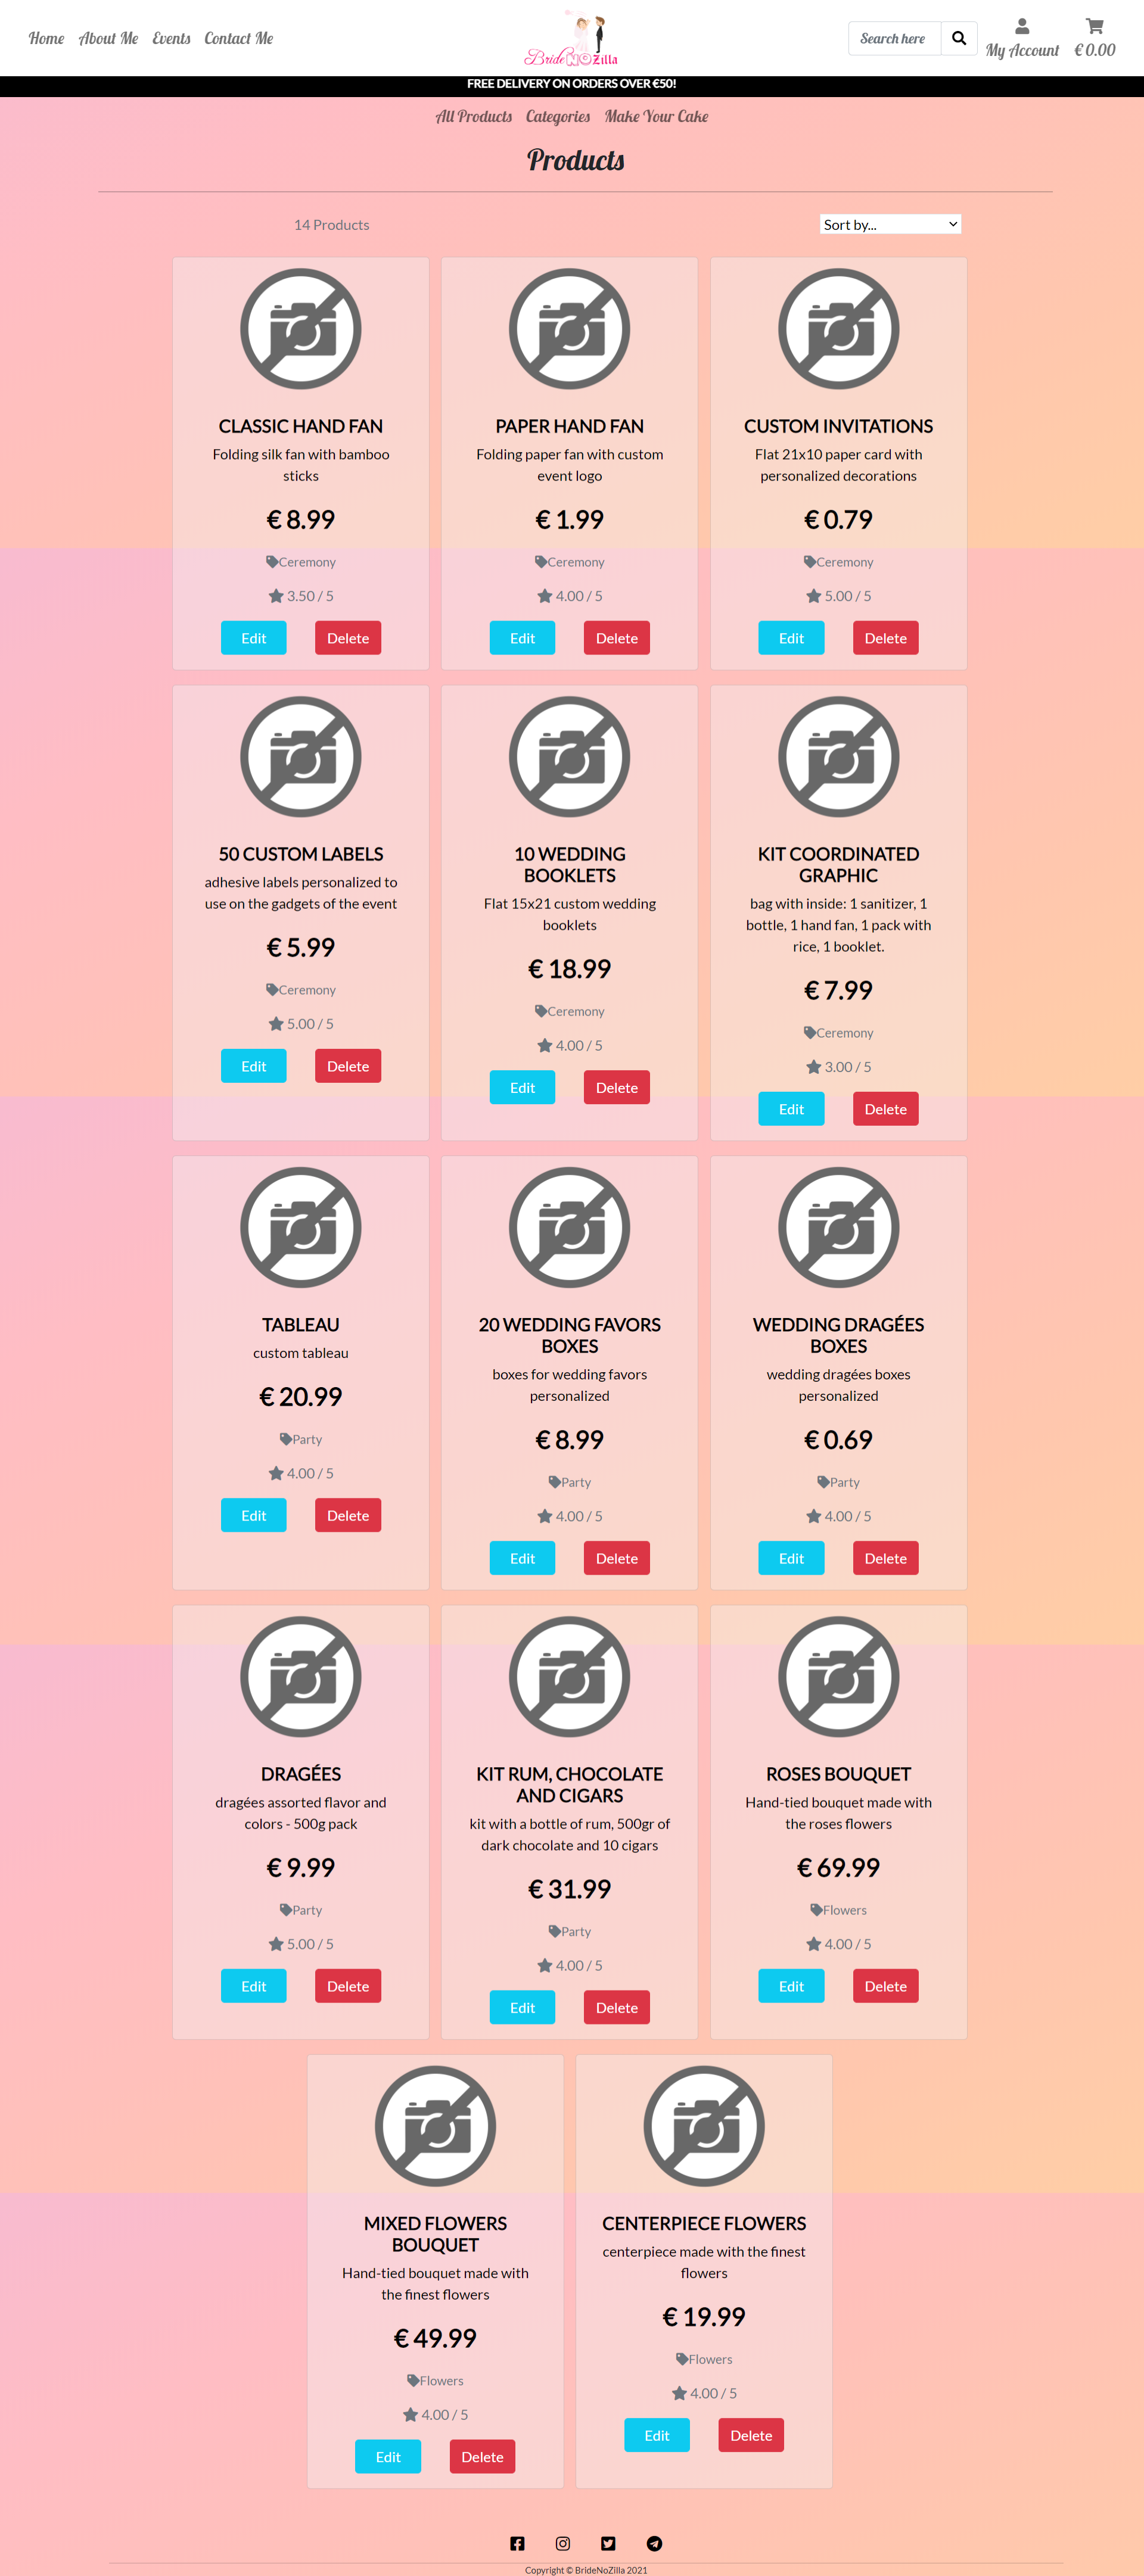 Home About Me Events Contact Me
BrideNOZilla
Search here
My Account
€ 0.00
FREE DELIVERY ON ORDERS OVER €50!
All Products Categories Make Your Cake
Products
14 Products
Sort by...
CLASSIC HAND FAN
Folding silk fan with bamboo
sticks
€ 8.99
Ceremony
3.50 / 5
Edit Delete
PAPER HAND FAN
Folding paper fan with custom
event logo
€ 1.99
Ceremony
4.00 / 5
Edit Delete
CUSTOM INVITATIONS
Flat 21x10 paper card with
personalized decorations
€ 0.79
Ceremony
5.00 / 5
Edit Delete
50 CUSTOM LABELS
adhesive labels personalized to
use on the gadgets of the event
€ 5.99
Ceremony
5.00 / 5
Edit Delete
10 WEDDING
BOOKLETS
Flat 15x21 custom wedding
booklets
€ 18.99
Ceremony
4.00 / 5
Edit Delete
KIT COORDINATED
GRAPHIC
bag with inside: 1 sanitizer, 1
bottle, 1 hand fan, 1 pack with
rice, 1 booklet.
€ 7.99
Ceremony
3.00 / 5
Edit Delete
TABLEAU
custom tableau
€ 20.99
Party
4.00 / 5
Edit Delete
20 WEDDING FAVORS
BOXES
boxes for wedding favors
personalized
€ 8.99
Party
4.00 / 5
Edit Delete
WEDDING DRAGÉES
BOXES
wedding dragées boxes
personalized
€ 0.69
Party
4.00 / 5
Edit Delete
DRAGÉES
dragées assorted flavor and
colors - 500g pack
€ 9.99
Party
5.00 / 5
Edit Delete
KIT RUM, CHOCOLATE
AND CIGARS
kit with a bottle of rum, 500gr of
dark chocolate and 10 cigars
€ 31.99
Party
4.00 / 5
Edit Delete
ROSES BOUQUET
Hand-tied bouquet made with
the roses flowers
€ 69.99
Flowers
4.00 / 5
Edit Delete
MIXED FLOWERS
BOUQUET
Hand-tied bouquet made with
the finest flowers
€ 49.99
Flowers
4.00 / 5
Edit Delete
CENTERPIECE FLOWERS
centerpiece made with the finest
flowers
€ 19.99
Flowers
4.00 / 5
Edit Delete
Copyright © BrideNoZilla 2021